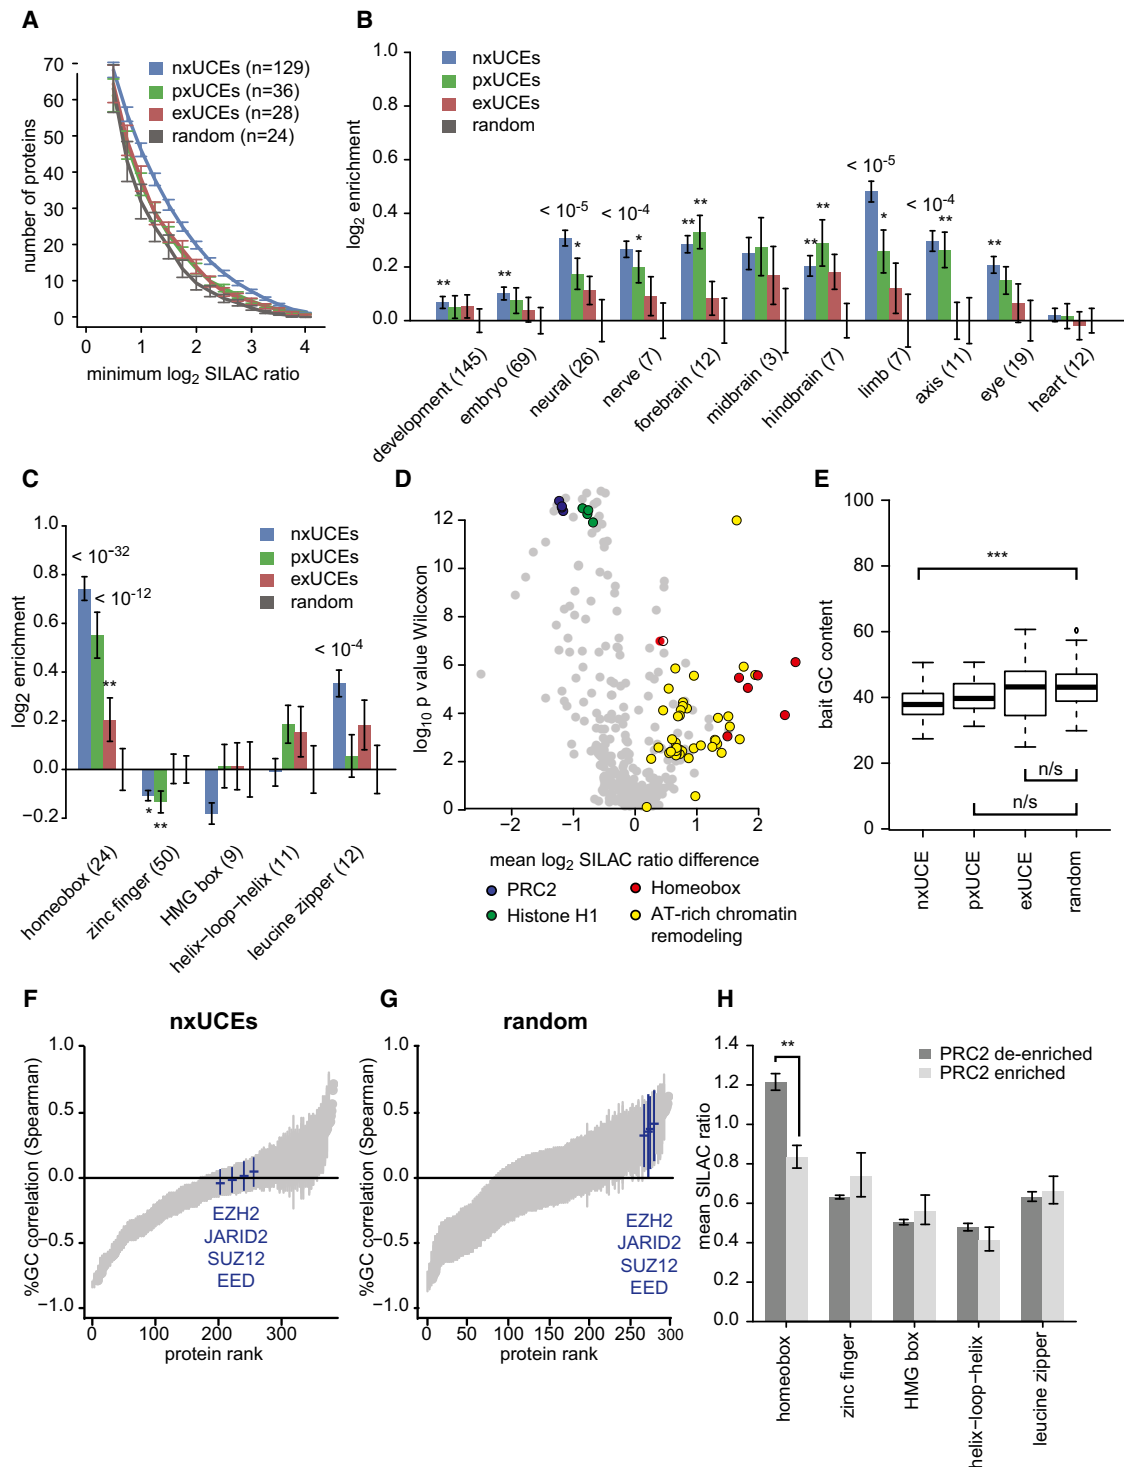 A
number of proteins
70
60
50
40
30
20
10
0
0 1 2 3 4
minimum log2 SILAC ratio
nxUCEs (n=129)
pxUCEs (n=36)
exUCEs (n=28)
random (n=24)
B
log2 enrichment
1.0
0.8
0.6
0.4
0.2
0.0
nxUCEs
pxUCEs
exUCEs
random
**
**
< 10-5
*
< 10-4
*
**
**
**
**
< 10-5
*
< 10-4
**
**
development (145)
embryo (69)
neural (26)
nerve (7)
forebrain (12)
midbrain (3)
hindbrain (7)
limb (7)
axis (11)
eye (19)
heart (12)
C
log2 enrichment
1.0
0.8
0.6
0.4
0.2
0.0
−0.2
nxUCEs
pxUCEs
exUCEs
random
< 10-32
< 10-12
**
*
**
< 10-4
homeobox (24)
zinc finger (50)
HMG box (9)
helix−loop−helix (11)
leucine zipper (12)
D
log10 p value Wilcoxon
12
10
8
6
4
2
0
−2 −1 0 1 2
mean log2 SILAC ratio difference
PRC2
Histone H1
Homeobox
AT-rich chromatin
remodeling
E
bait GC content
100
80
60
40
20
0
***
n/s
n/s
nxUCE
pxUCE
exUCE
random
F
nxUCEs
%GC correlation (Spearman)
1.0
0.5
0.0
−0.5
−1.0
EZH2
JARID2
SUZ12
EED
0 100 200 300
protein rank
G
random
%GC correlation (Spearman)
1.0
0.5
0.0
−0.5
−1.0
EZH2
JARID2
SUZ12
EED
0 50 100 150 200 250 300
protein rank
H
mean SILAC ratio
1.4
1.2
1.0
0.8
0.6
0.4
0.2
0.0
**
PRC2 de-enriched
PRC2 enriched
homeobox
zinc finger
HMG box
helix−loop−helix
leucine zipper